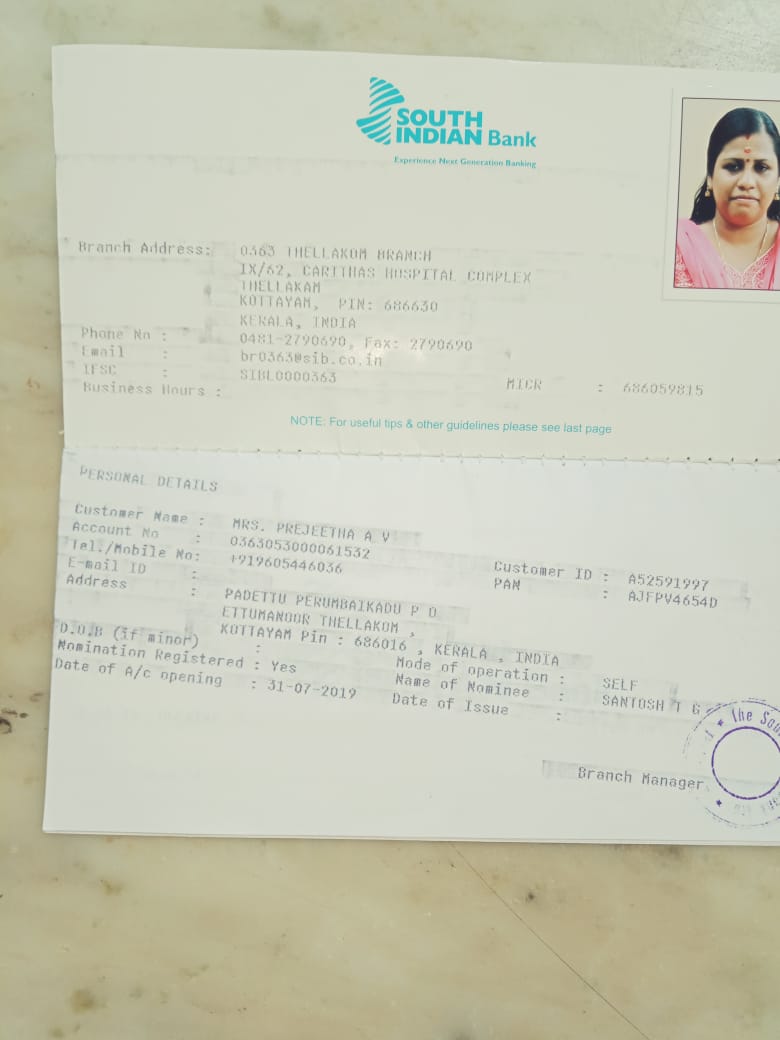 SOUTH
INDIAN Bank
Experience Next Generation Banking
Branch Address: 0363 THELLAKOM BRANCH
IX/62, CARITHAS HOSPITAL COMPLEX
THELLAKAM
KOTTAYAM, PIN: 686630
KERALA, INDIA
Phone No : 0481-2790690, Fax: 2790690
Email : br0363@sib.co.in
IFSC : SIBL0000363 MICR : 686059815
Business Hours :
NOTE: For useful tips & other guidelines please see last page
PERSONAL DETAILS
Customer Name : MRS. PREJEETHA A V
Account No : 0363053000061532 Customer ID : A52591997
Tel./Mobile No: +919605446036 PAN : AJFPV4654D
E-mail ID :
Address : PADETTU PERUMBAIKADU P O
ETTUMANOOR THELLAKOM ,
KOTTAYAM Pin : 686016 , KERALA , INDIA
D.O.B (if minor) : Mode of operation : SELF
Nomination Registered : Yes Name of Nominee : SANTOSH T G
Date of A/c opening : 31-07-2019 Date of Issue :
The
Branch Manager